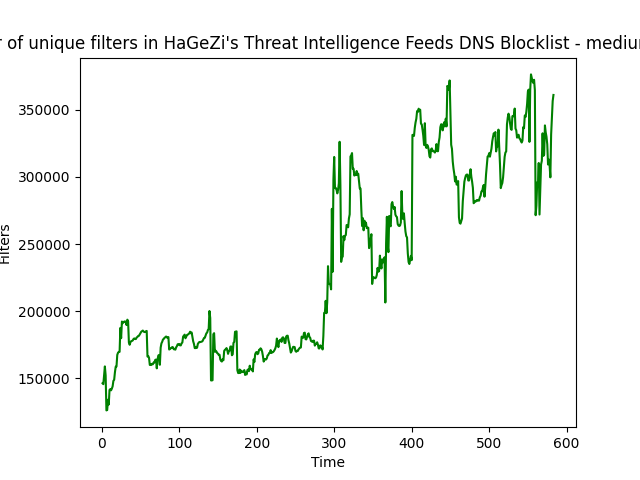 r of unique filters in HaGeZi's Threat Intelligence Feeds DNS Blocklist - mediu
Filters
350000
300000
250000
200000
150000
0 100 200 300 400 500 600
Time